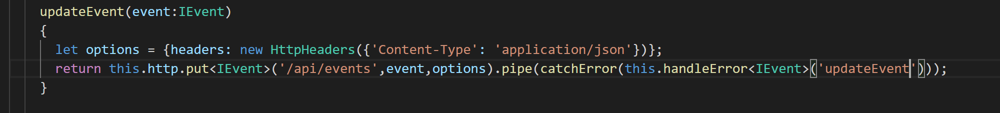 updateEvent(event:IEvent)
{
let options = {headers: new HttpHeaders({'Content-Type': 'application/json'})};
return this.http.put<IEvent>('/api/events',event,options).pipe(catchError(this.handleError<IEvent>('updateEvent')));
}